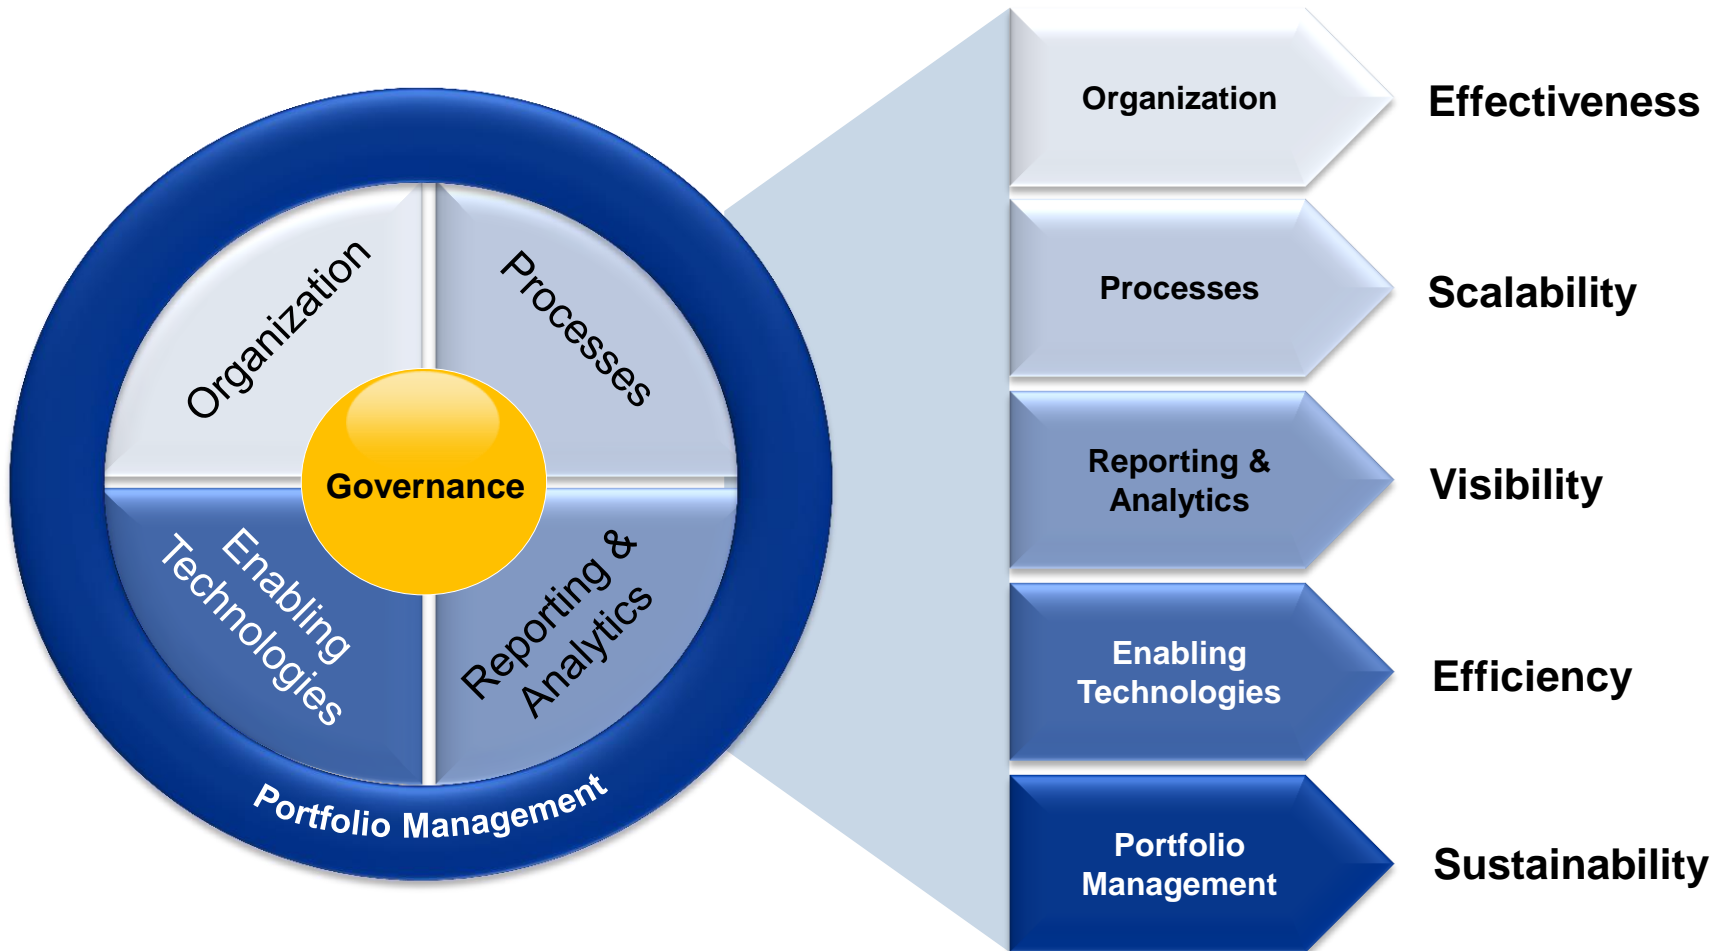 Organization
Processes
Governance
Enabling
Technologies
Reporting &
Analytics
Portfolio Management
Organization
Effectiveness
Processes
Scalability
Reporting &
Analytics
Visibility
Enabling
Technologies
Efficiency
Portfolio
Management
Sustainability